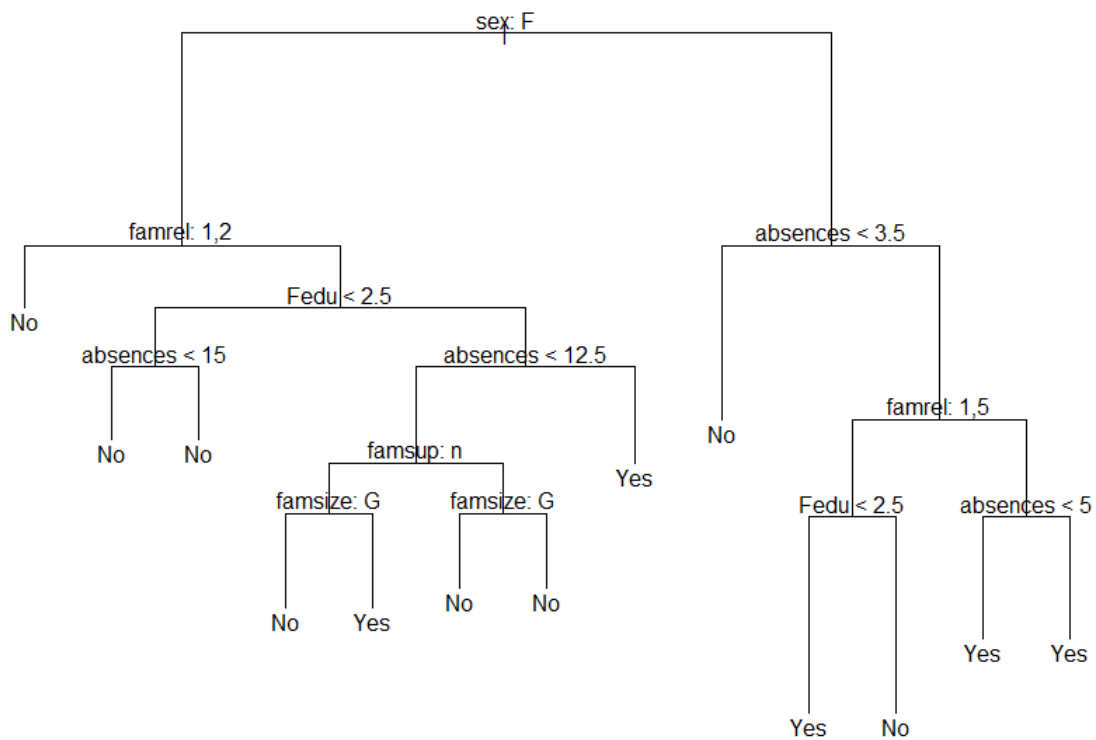 sex: F
famrel: 1,2
absences < 3.5
Fedu < 2.5
No
absences < 15
absences < 12.5
famrel: 1,5
No
No
No
famsup: n
Yes
famsize: G
famsize: G
Fedu < 2.5
absences < 5
No
Yes
No
No
Yes
Yes
Yes
No